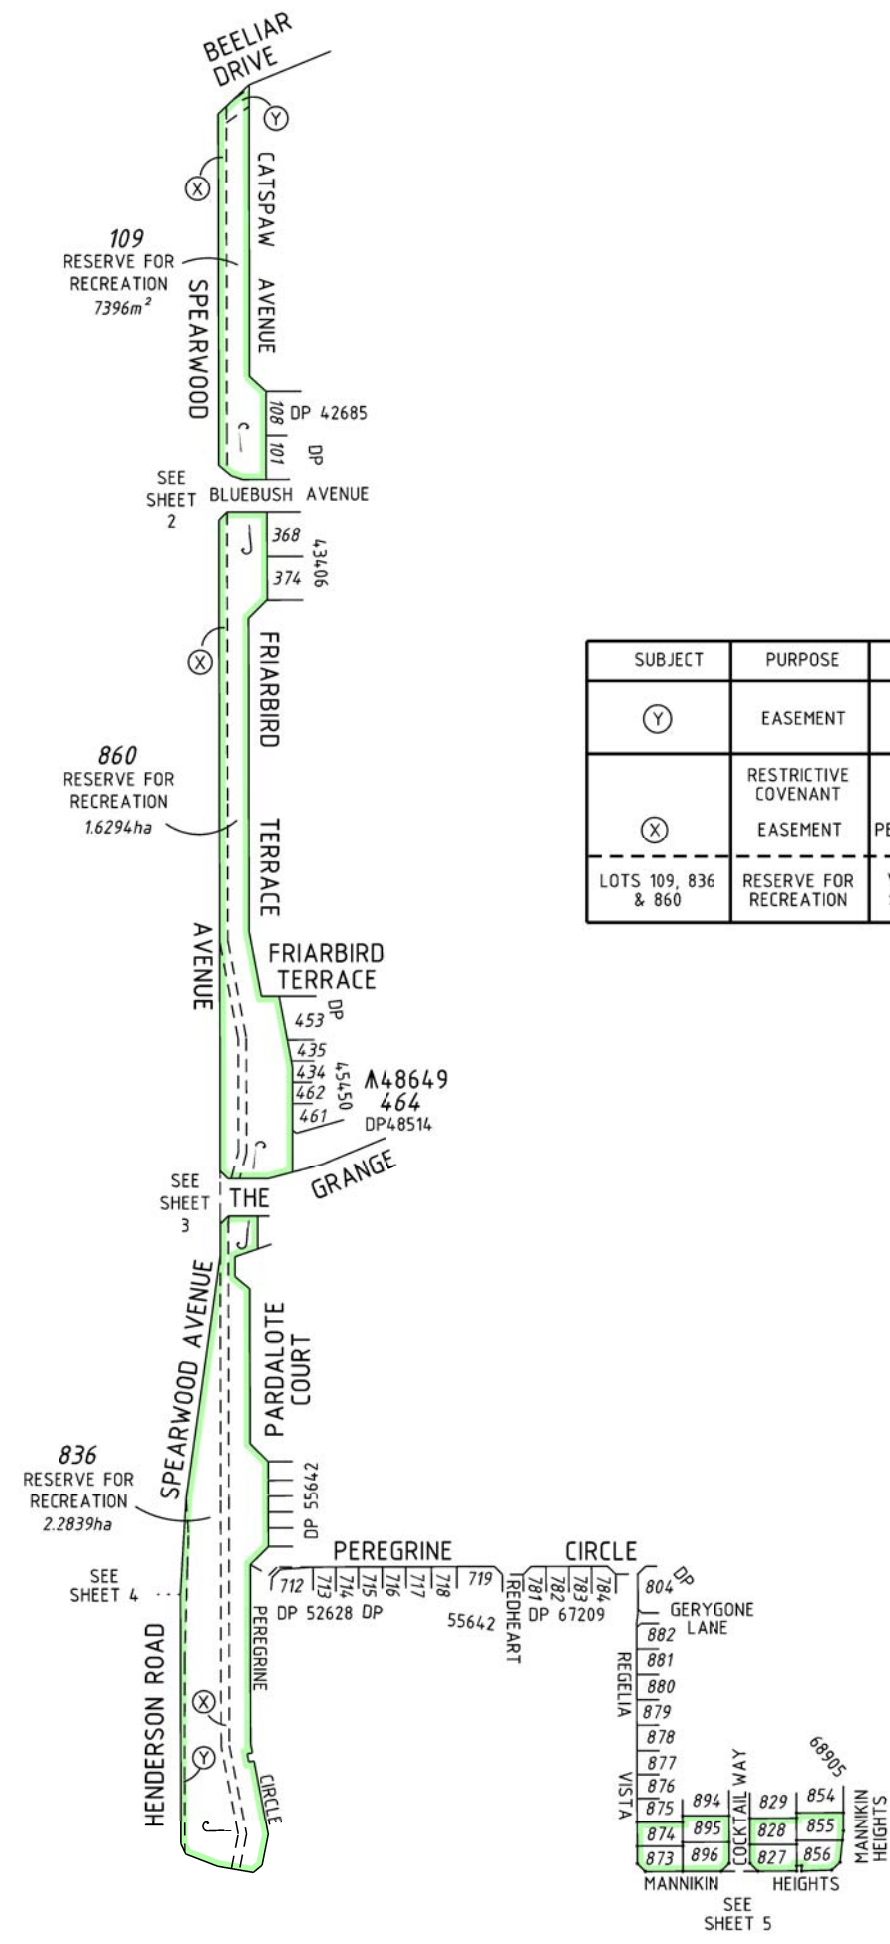 BEELIAR
DRIVE
Y
X
CATSPAW AVENUE
109
RESERVE FOR
RECREATION
7396m²
SPEARWOOD
108
DP 42685
101
DP
SEE
SHEET
2
BLUEBUSH AVENUE
368
374
43406
X
FRIARBIRD TERRACE
860
RESERVE FOR
RECREATION
1.6294ha
AVENUE
FRIARBIRD
TERRACE
453
DP
435
434
462
461
45450
48649
464
DP48514
SEE
SHEET
3
THE GRANGE
SPEARWOOD AVENUE
PARDALOTE
COURT
836
RESERVE FOR
RECREATION
2.2839ha
DP 55642
SEE
SHEET 4
PEREGRINE CIRCLE
712
713
714
715
716
717
718
719
781
782
783
784
804
DP
DP 52628 DP
55642
REDHEART
DP 67209
GERYGONE
LANE
PEREGRINE
CIRCLE
HENDERSON ROAD
X
Y
REGELIA
VISTA
882
881
880
879
878
877
876
875
874
873
894
895
896
COCKTAIL WAY
829
828
827
854
855
856
68905
MANNIKIN
HEIGHTS
MANNIKIN HEIGHTS
SEE
SHEET 5
SUBJECT PURPOSE
Y EASEMENT
RESTRICTIVE
COVENANT
X EASEMENT PE
LOTS 109, 836
& 860
RESERVE FOR
RECREATION